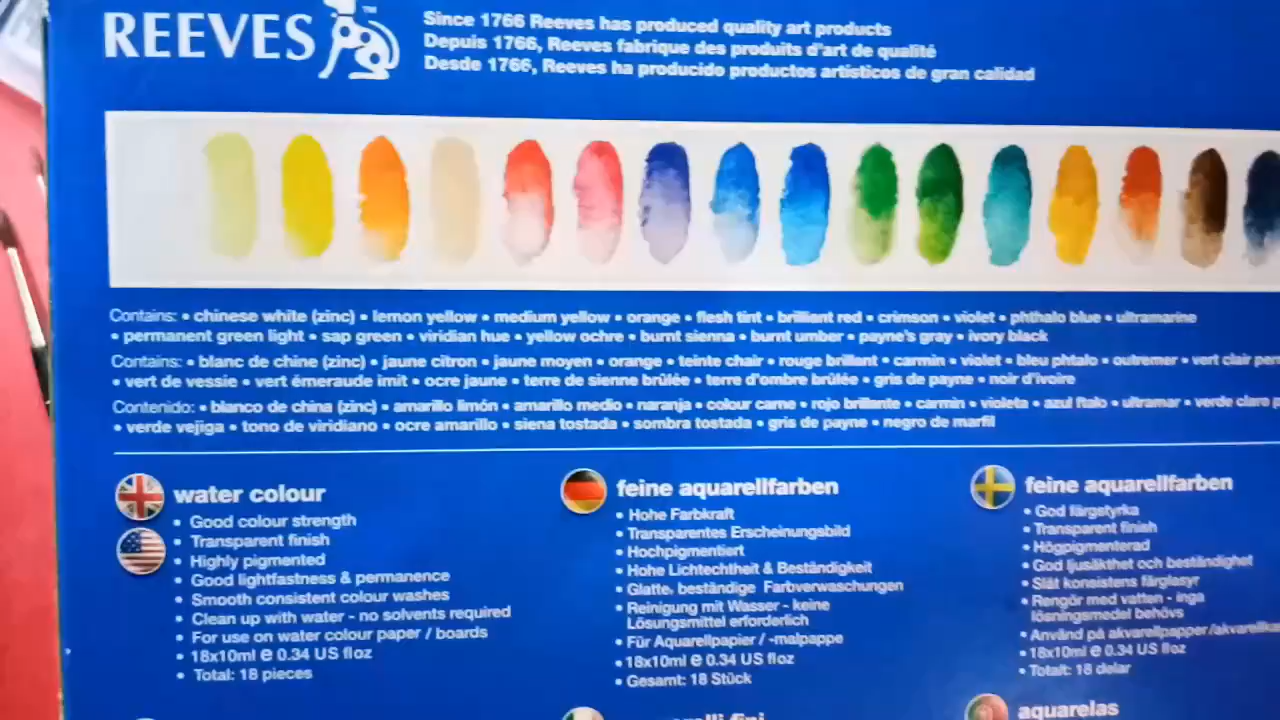 REEVES
TM
Since 1766 Reeves has produced quality art products
Depuis 1766, Reeves fabrique des produits d'art de qualité
Desde 1766, Reeves ha producido productos artísticos de gran calidad
Contains: • chinese white (zinc) • lemon yellow • medium yellow • orange • flesh tint • brilliant red • crimson • violet • phthalo blue • ultramarine
• permanent green light • sap green • viridian hue • yellow ochre • burnt sienna • burnt umber • payne's gray • ivory black
Contains: • blanc de chine (zinc) • jaune citron • jaune moyen • orange • teinte chair • rouge brillant • carmin • violet • bleu phtalo • outremer • vert clair
• vert de vessie • vert émeraude imit • ocre jaune • terre de sienne brûlée • terre d'ombre brûlée • gris de payne • noir d'ivoire
Contenido: • blanco de china (zinc) • amarillo limón • amarillo medio • naranja • colour carne • rojo brillante • carmin • violeta • azul ftalo • ultramar • verde claro
• verde vejiga • tono de viridiano • ocre amarillo • siena tostada • sombra tostada • gris de payne • negro de marfil
water colour
• Good colour strength
• Transparent finish
• Highly pigmented
• Good lightfastness & permanence
• Smooth consistent colour washes
• Clean up with water - no solvents required
• For use on water colour paper / boards
• 18x10ml e 0.34 US floz
• Total: 18 pieces
feine aquarellfarben
• Hohe Farbkraft
• Transparentes Erscheinungsbild
• Hochpigmentiert
• Hohe Lichtechtheit & Beständigkeit
• Glatte, beständige Farbverwaschungen
• Reinigung mit Wasser - keine
Lösungsmittel erforderlich
• Für Aquarellpapier / -malpappe
• 18x10ml e 0.34 US floz
• Gesamt: 18 Stück
feine aquarellfarben
• God färgstyrka
• Transparent finish
• Högpigmenterad
• God ljusäkthet och beständighet
• Slät konsistens färglasyr
• Rengör med vatten - inga
lösningsmedel behövs
• Använd på akvarellpapper
• 18x10ml e 0.34 US floz
• Totalt: 18 delar
aquarelas